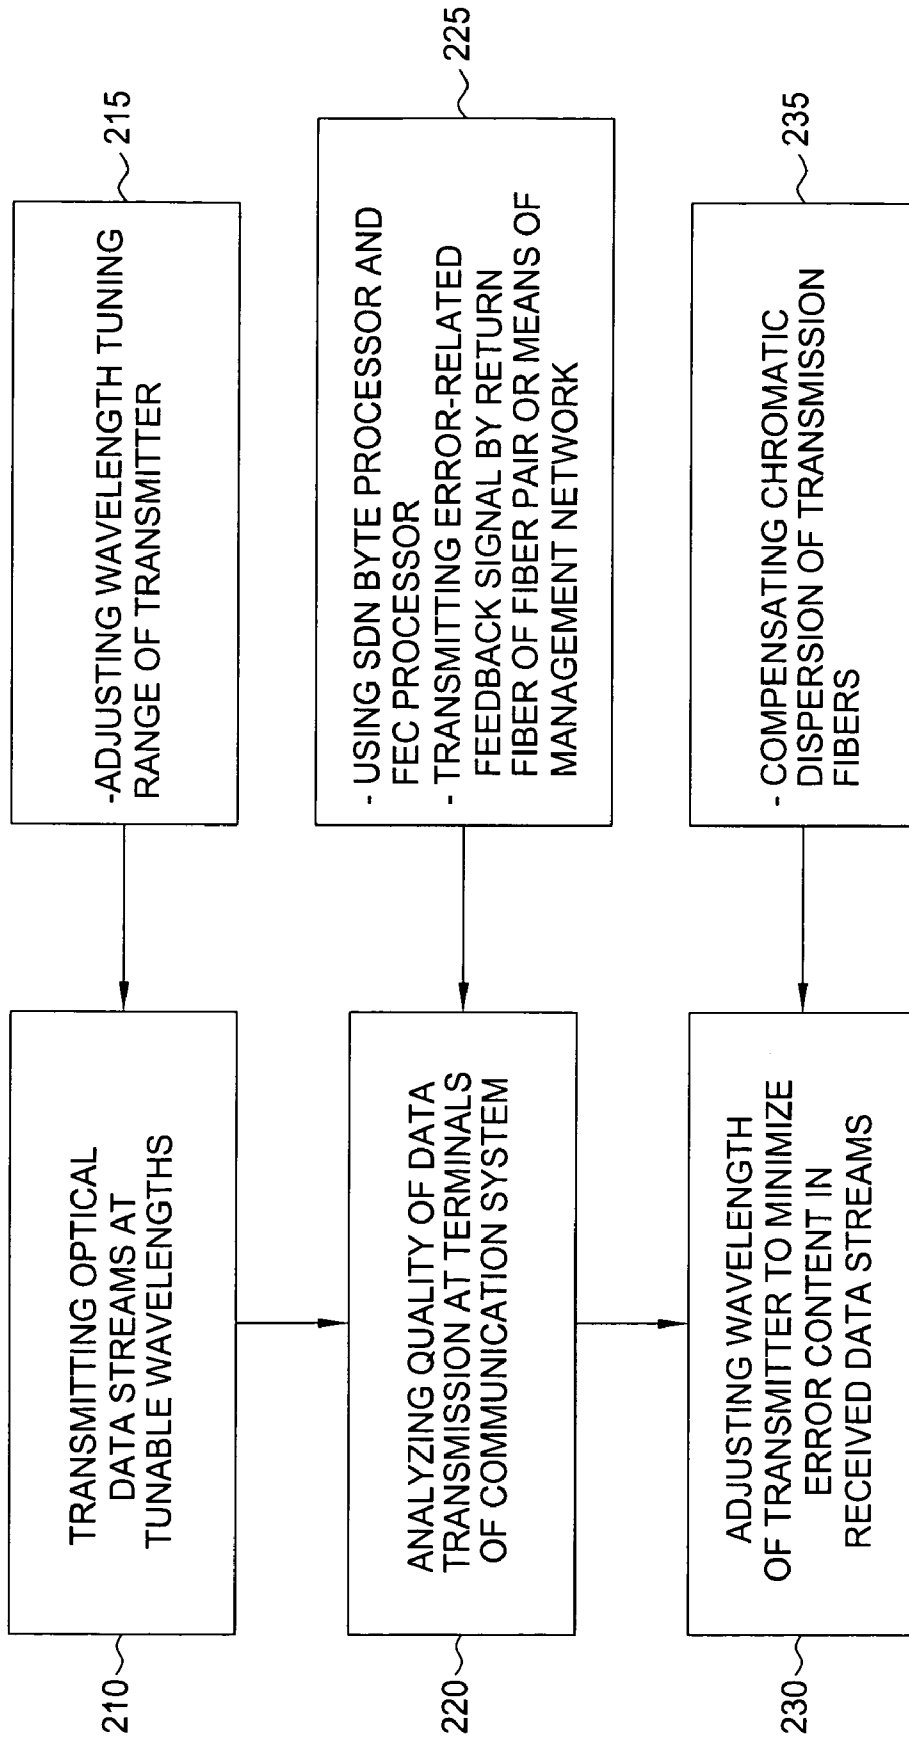 210
TRANSMITTING OPTICAL
DATA STREAMS AT
TUNABLE WAVELENGTHS
-ADJUSTING WAVELENGTH TUNING
RANGE OF TRANSMITTER
215
220
ANALYZING QUALITY OF DATA
TRANSMISSION AT TERMINALS
OF COMMUNICATION SYSTEM
- USING SDN BYTE PROCESSOR AND
FEC PROCESSOR
- TRANSMITTING ERROR-RELATED
FEEDBACK SIGNAL BY RETURN
FIBER OF FIBER PAIR OR MEANS OF
MANAGEMENT NETWORK
225
230
ADJUSTING WAVELENGTH
OF TRANSMITTER TO MINIMIZE
ERROR CONTENT IN
RECEIVED DATA STREAMS
- COMPENSATING CHROMATIC
DISPERSION OF TRANSMISSION
FIBERS
235